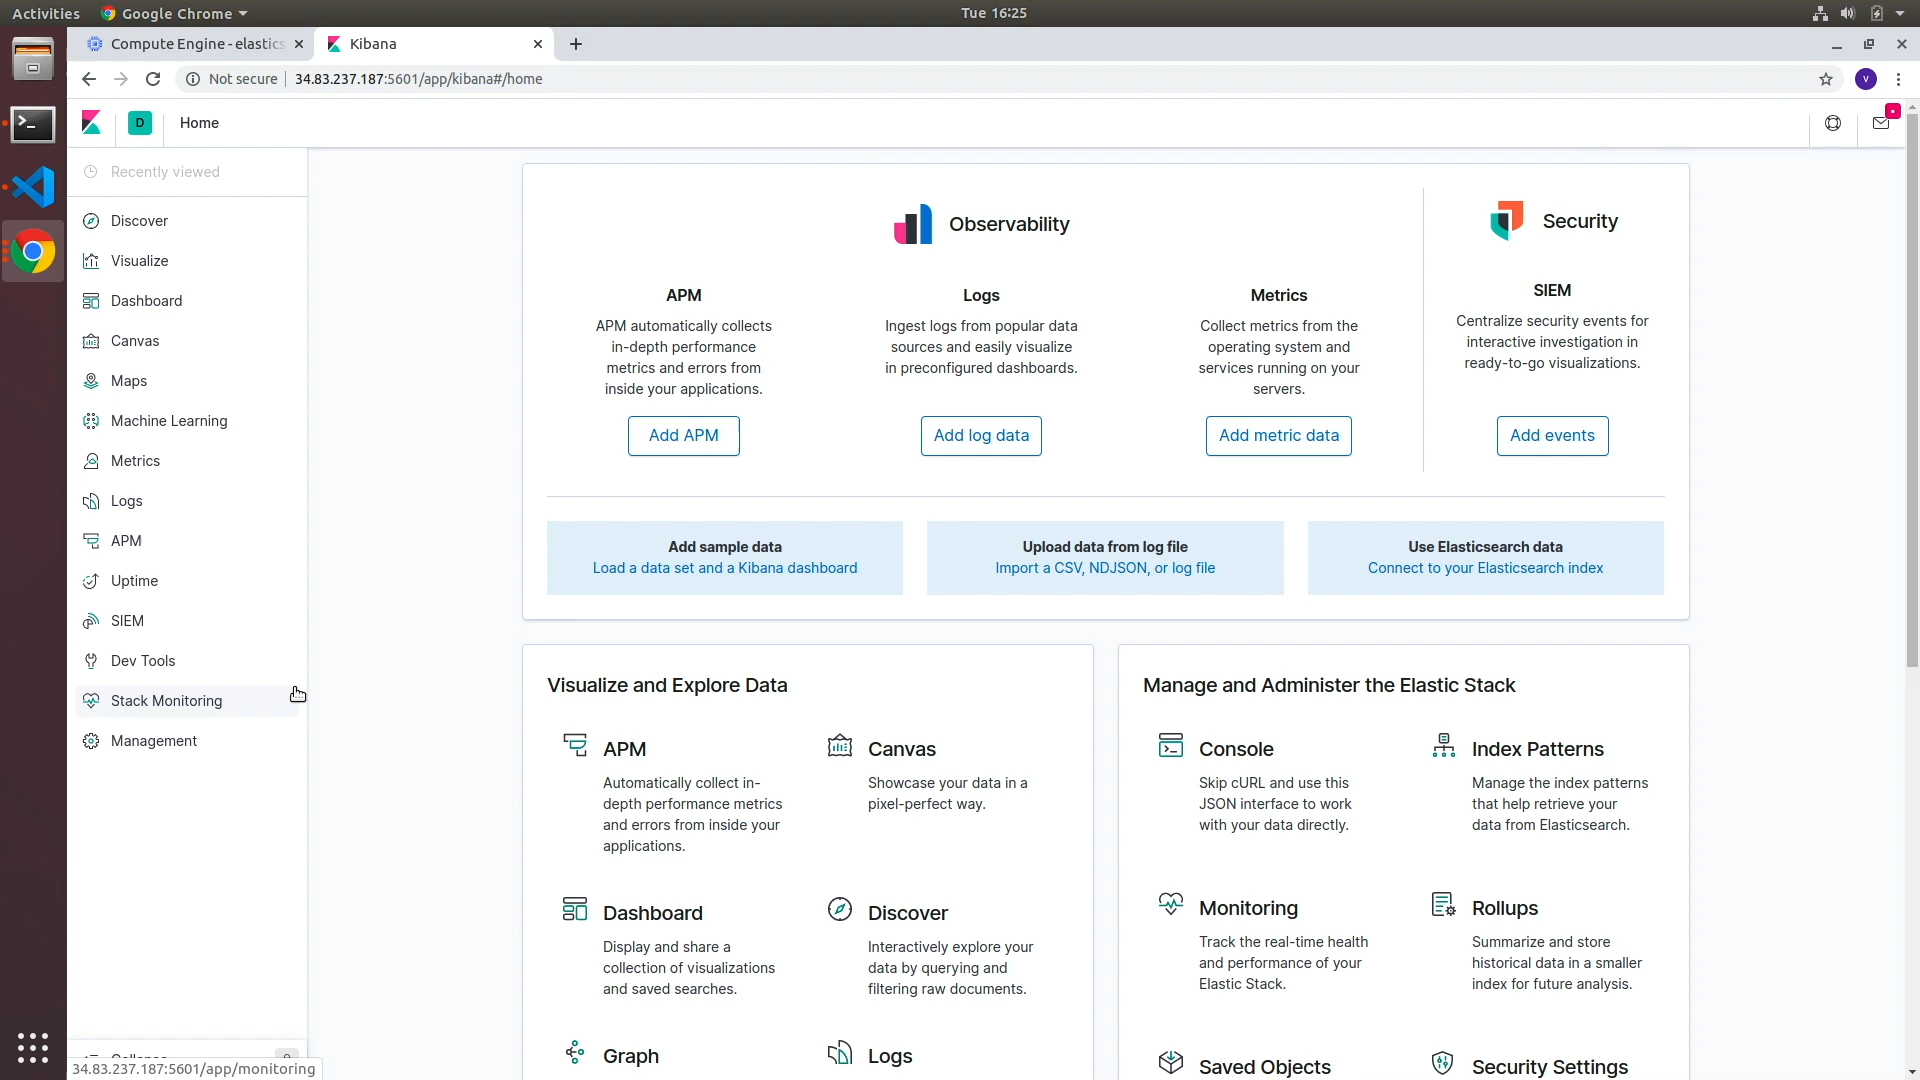 Activities
Google Chrome
Tue 16:25
Compute Engine - elastics
Kibana
Not secure
34.83.237.187:5601/app/kibana#/home
V
D
Home
Recently viewed
Discover
Visualize
Dashboard
Canvas
Maps
Machine Learning
Metrics
Logs
APM
Uptime
SIEM
Dev Tools
Stack Monitoring
Management
34.83.237.187:5601/app/monitoring
Observability
APM
APM automatically collects
in-depth performance
metrics and errors from
inside your applications.
Add APM
Logs
Ingest logs from popular data
sources and easily visualize
in preconfigured dashboards.
Add log data
Metrics
Collect metrics from the
operating system and
services running on your
servers.
Add metric data
Security
SIEM
Centralize security events for
interactive investigation in
ready-to-go visualizations.
Add events
Add sample data
Load a data set and a Kibana dashboard
Upload data from log file
Import a CSV, NDJSON, or log file
Use Elasticsearch data
Connect to your Elasticsearch index
Visualize and Explore Data
APM
Automatically collect in-
depth performance metrics
and errors from inside your
applications.
Canvas
Showcase your data in a
pixel-perfect way.
Dashboard
Display and share a
collection of visualizations
and saved searches.
Discover
Interactively explore your
data by querying and
filtering raw documents.
Graph
Logs
Manage and Administer the Elastic Stack
Console
Skip cURL and use this
JSON interface to work
with your data directly.
Index Patterns
Manage the index patterns
that help retrieve your
data from Elasticsearch.
Monitoring
Track the real-time health
and performance of your
Elastic Stack.
Rollups
Summarize and store
historical data in a smaller
index for future analysis.
Saved Objects
Security Settings